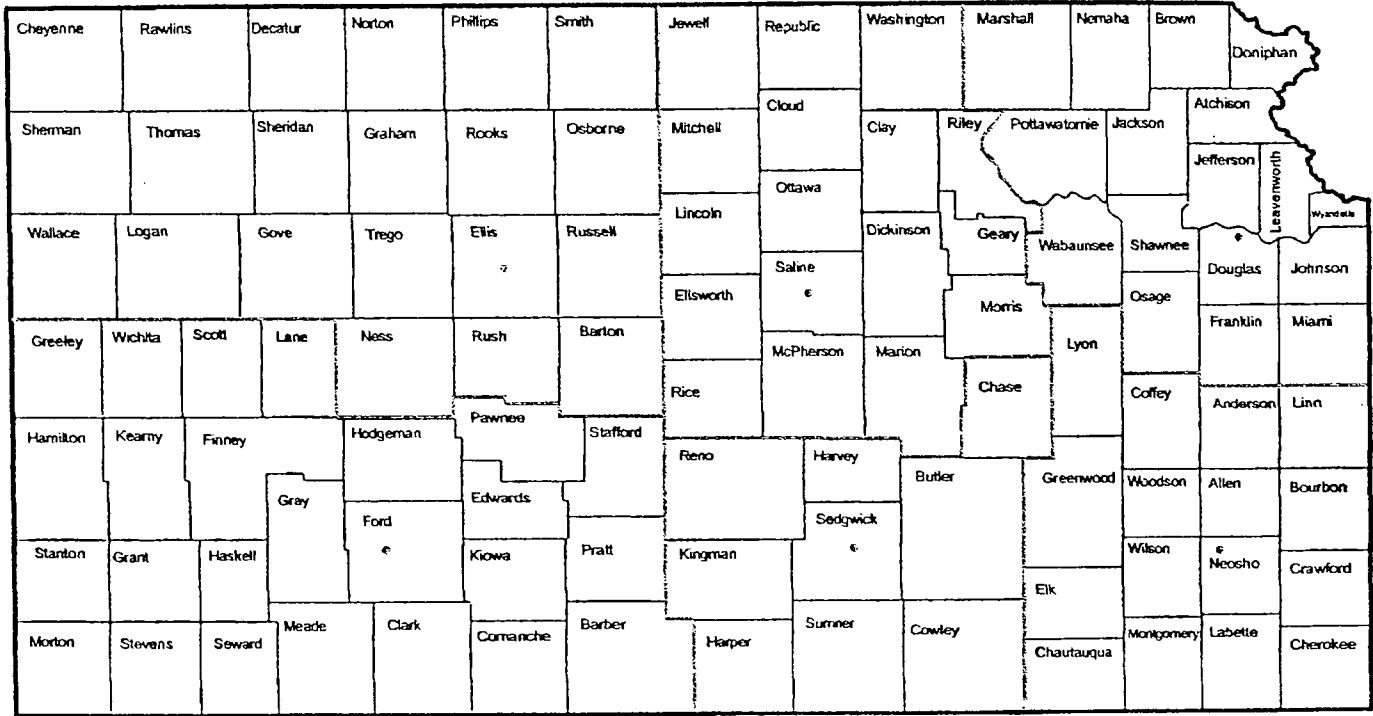 Cheyenne
Rawlins
Decatur
Norton
Phillips
Smith
Jewell
Republic
Washington
Marshall
Nemaha
Brown
Doniphan
Sherman
Thomas
Sheridan
Graham
Rooks
Osborne
Mitchell
Cloud
Clay
Riley
Pottawatomie
Jackson
Atchison
Jefferson
Leavenworth
Wyandotte
Ottawa
Lincoln
Wallace
Logan
Gove
Trego
Ellis
Russell
Dickinson
Geary
Wabaunsee
Shawnee
Saline
Ellsworth
Douglas
Johnson
Morris
Osage
Greeley
Wichita
Scott
Lane
Ness
Rush
Barton
McPherson
Marion
Lyon
Franklin
Miami
Rice
Chase
Coffey
Anderson
Linn
Hamilton
Kearny
Finney
Hodgeman
Pawnee
Stafford
Reno
Harvey
Butler
Greenwood
Woodson
Allen
Bourbon
Gray
Edwards
Ford
Sedgwick
Stanton
Grant
Haskell
Kiowa
Pratt
Kingman
Wilson
Neosho
Crawford
Elk
Morton
Stevens
Seward
Meade
Clark
Comanche
Barber
Harper
Sumner
Cowley
Chautauqua
Montgomery
Labette
Cherokee